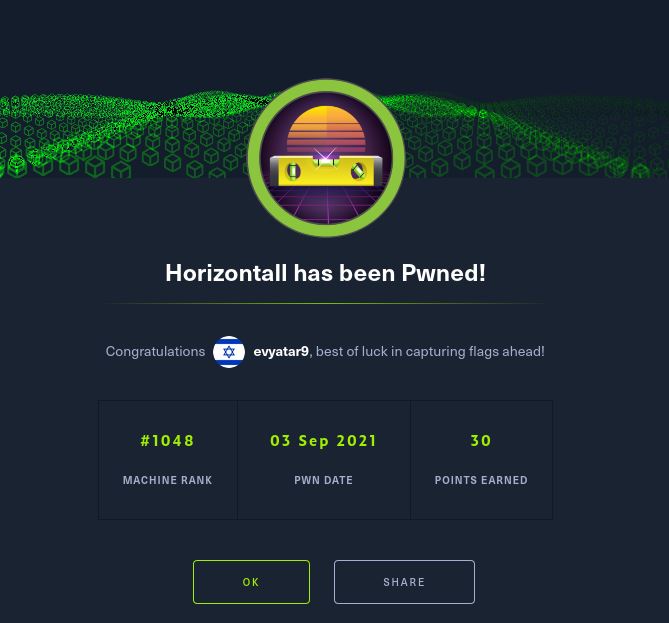 Horizontall has been Pwned!
Congratulations evyatar9, best of luck in capturing flags ahead!
#1048 03 Sep 2021 30
MACHINE RANK PWN DATE POINTS EARNED
OK SHARE